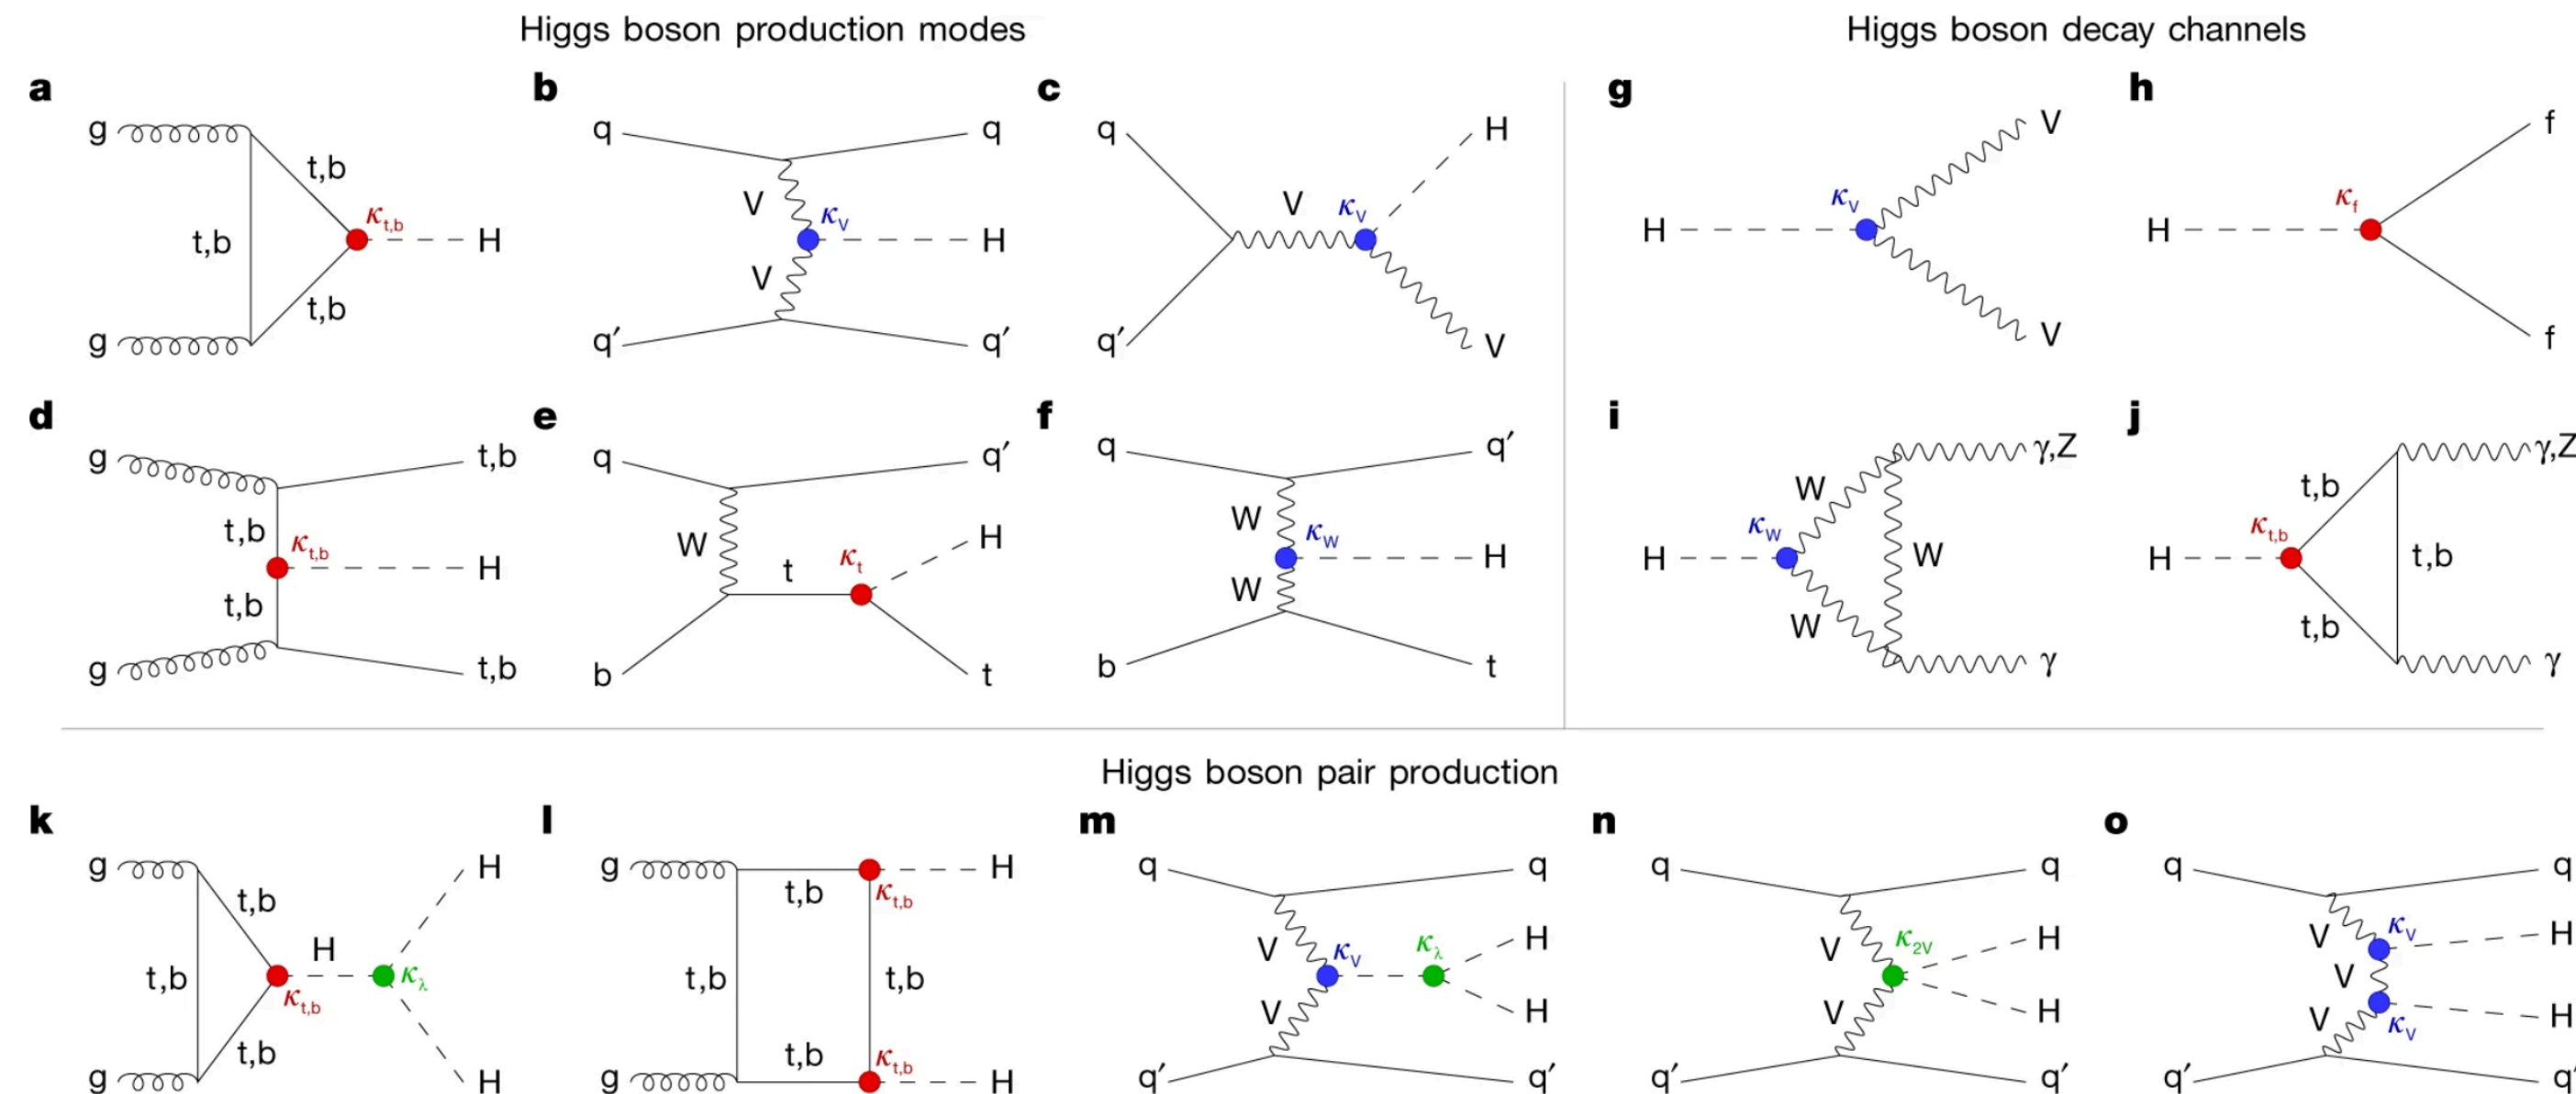 Higgs boson production modes
Higgs boson decay channels
a
g
t,b
κt,b
t,b
H
t,b
g
b
q
q
V
κV
H
V
q′
q′
c
q
H
V
κV
q′
V
g
V
κV
H
V
h
f
κf
H
f
d
g
t,b
t,b
κt,b
H
t,b
g
t,b
e
q
q′
H
W
t
κt
b
t
f
q
q′
W
κW
H
W
b
t
i
γ,Z
W
κW
H
W
W
γ
j
γ,Z
t,b
κt,b
H
t,b
t,b
γ
Higgs boson pair production
k
g
H
t,b
H
t,b
κλ
κt,b
t,b
g
H
l
g
H
t,b
κt,b
t,b
t,b
t,b
κt,b
g
H
m
q
q
H
V
κV
κλ
V
H
q′
q′
n
q
q
V
κ2V
H
V
H
q′
q′
o
q
q
V
κV
H
V
V
κV
H
q′
q′